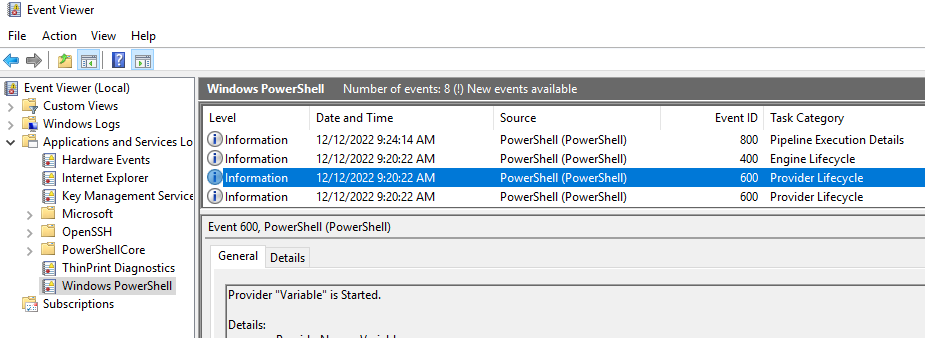 Event Viewer
File Action View Help
Event Viewer (Local)
Custom Views
Windows Logs
Applications and Services Lo
Hardware Events
Internet Explorer
Key Management Service
Microsoft
OpenSSH
PowerShellCore
ThinPrint Diagnostics
Windows PowerShell
Subscriptions
Windows PowerShell Number of events: 8 (!) New events available
Level Date and Time Source Event ID Task Category
Information 12/12/2022 9:24:14 AM PowerShell (PowerShell) 800 Pipeline Execution Details
Information 12/12/2022 9:20:22 AM PowerShell (PowerShell) 400 Engine Lifecycle
Information 12/12/2022 9:20:22 AM PowerShell (PowerShell) 600 Provider Lifecycle
Information 12/12/2022 9:20:22 AM PowerShell (PowerShell) 600 Provider Lifecycle
Event 600, PowerShell (PowerShell)
General Details
Provider "Variable" is Started.
Details: